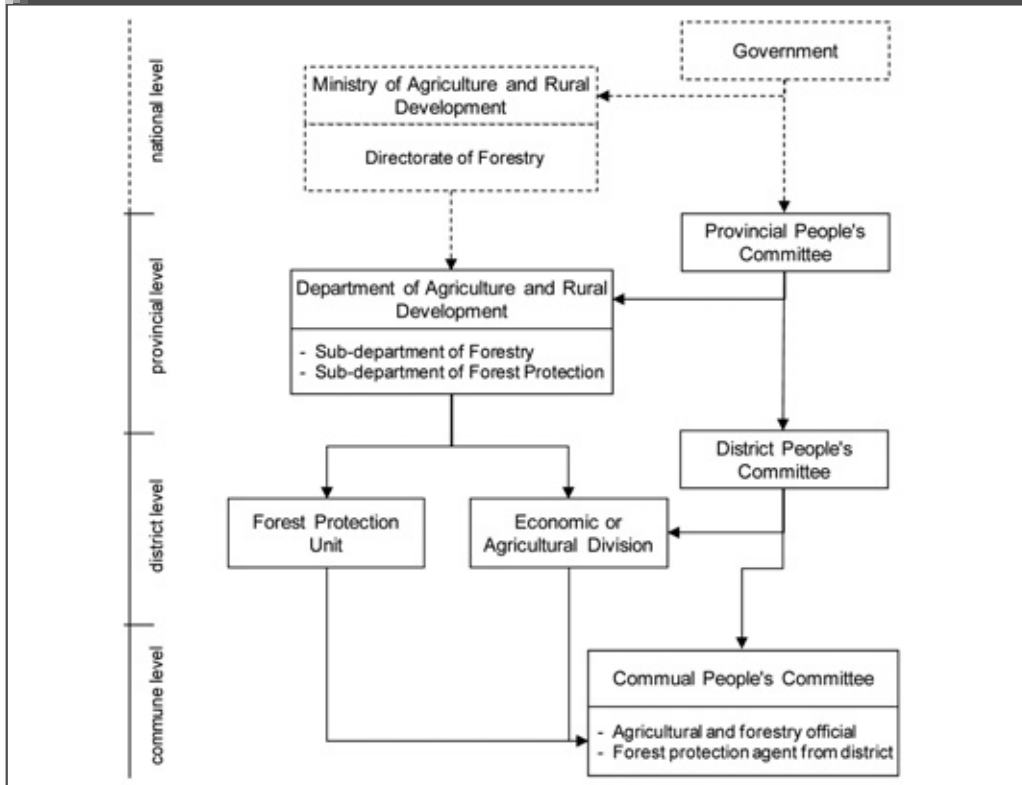 Government
Ministry of Agriculture and Rural
Development
Directorate of Forestry
national level
Provincial People's
Committee
Department of Agriculture and Rural
Development
- Sub-department of Forestry
- Sub-department of Forest Protection
provincial level
District People's
Committee
Forest Protection
Unit
Economic or
Agricultural Division
district level
Commual People's Committee
- Agricultural and forestry official
- Forest protection agent from district
commune level